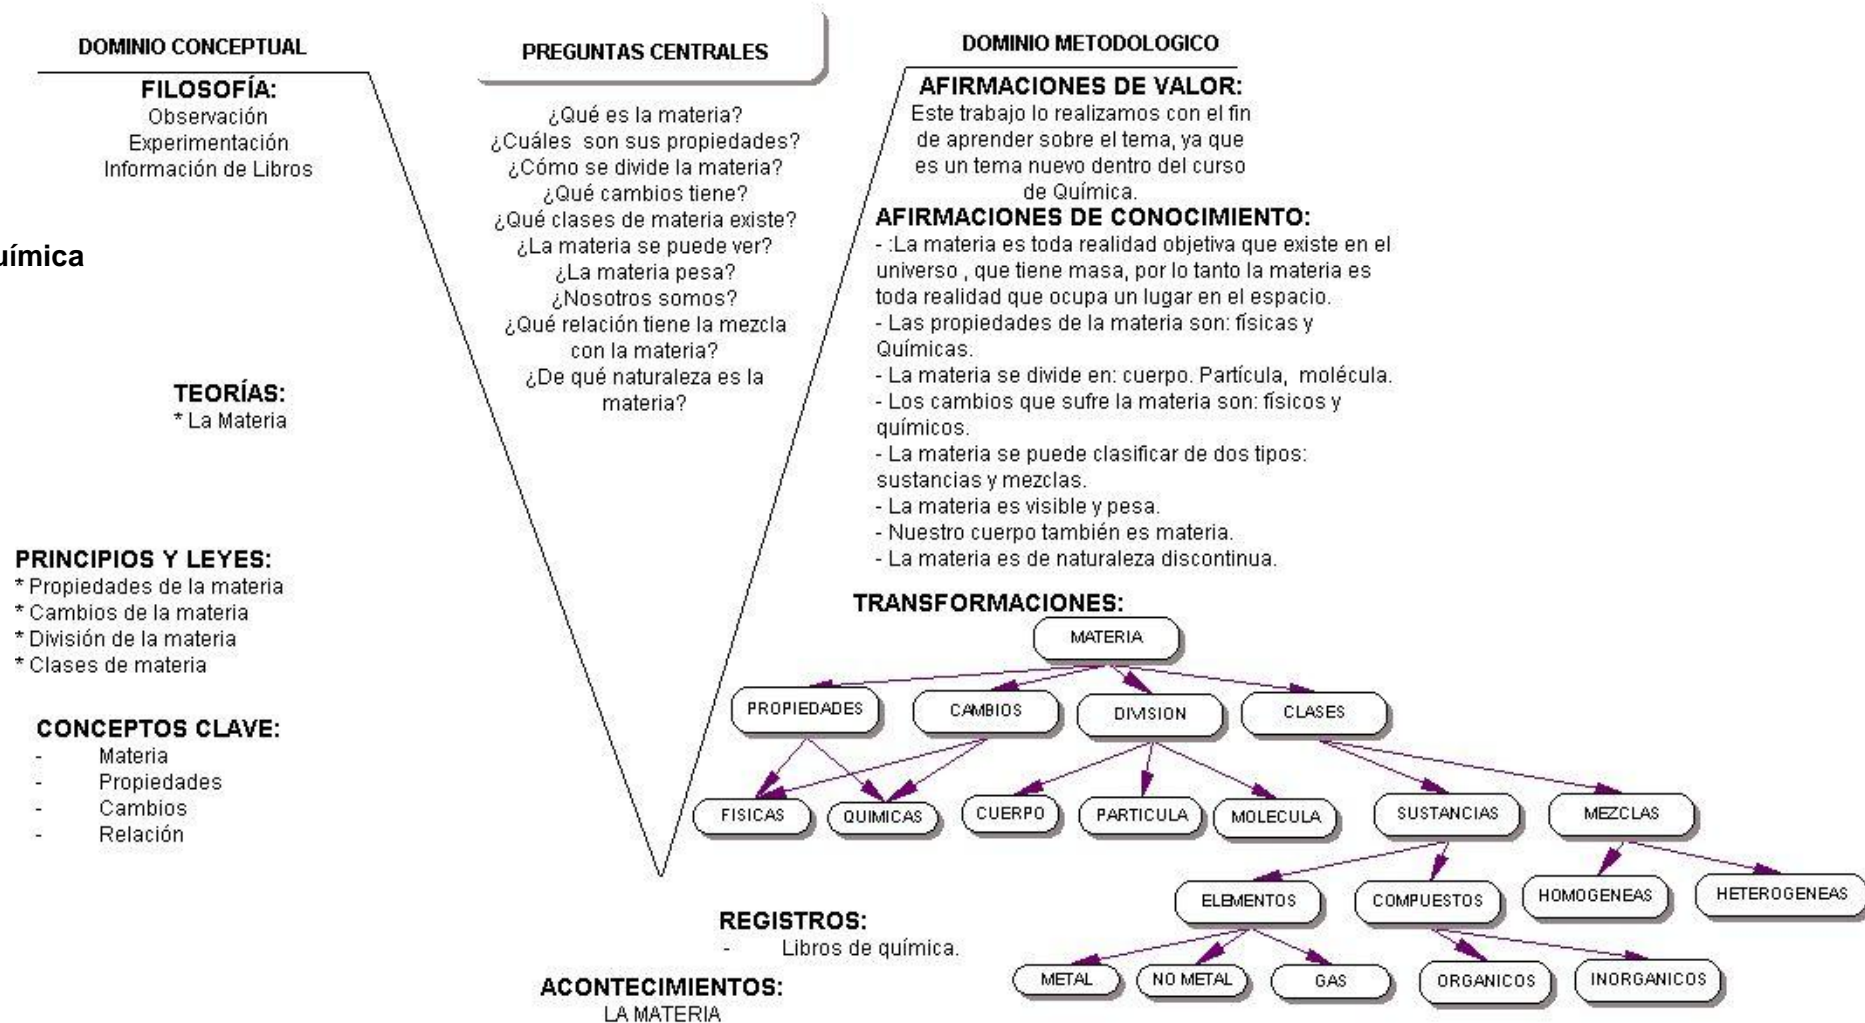 DOMINIO CONCEPTUAL
FILOSOFÍA:
Observación
Experimentación
Información de Libros
uímica
TEORÍAS:
* La Materia
PRINCIPIOS Y LEYES:
* Propiedades de la materia
* Cambios de la materia
* División de la materia
* Clases de materia
CONCEPTOS CLAVE:
- Materia
- Propiedades
- Cambios
- Relación
PREGUNTAS CENTRALES
¿Qué es la materia?
¿Cuáles son sus propiedades?
¿Cómo se divide la materia?
¿Qué cambios tiene?
¿Qué clases de materia existe?
¿La materia se puede ver?
¿La materia pesa?
¿Nosotros somos?
¿Qué relación tiene la mezcla
con la materia?
¿De qué naturaleza es la
materia?
DOMINIO METODOLOGICO
AFIRMACIONES DE VALOR:
Este trabajo lo realizamos con el fin
de aprender sobre el tema, ya que
es un tema nuevo dentro del curso
de Química.
AFIRMACIONES DE CONOCIMIENTO:
- :La materia es toda realidad objetiva que existe en el
universo , que tiene masa, por lo tanto la materia es
toda realidad que ocupa un lugar en el espacio.
- Las propiedades de la materia son: físicas y
Químicas.
- La materia se divide en: cuerpo. Partícula, molécula.
- Los cambios que sufre la materia son: físicos y
químicos.
- La materia se puede clasificar de dos tipos:
sustancias y mezclas.
- La materia es visible y pesa.
- Nuestro cuerpo también es materia.
- La materia es de naturaleza discontinua.
TRANSFORMACIONES:
MATERIA
PROPIEDADES
CAMBIOS
DIVISION
CLASES
FISICAS
QUIMICAS
CUERPO
PARTICULA
MOLECULA
SUSTANCIAS
MEZCLAS
ELEMENTOS
COMPUESTOS
HOMOGENEAS
HETEROGENEAS
METAL
NO METAL
GAS
ORGANICOS
INORGANICOS
REGISTROS:
- Libros de química.
ACONTECIMIENTOS:
LA MATERIA